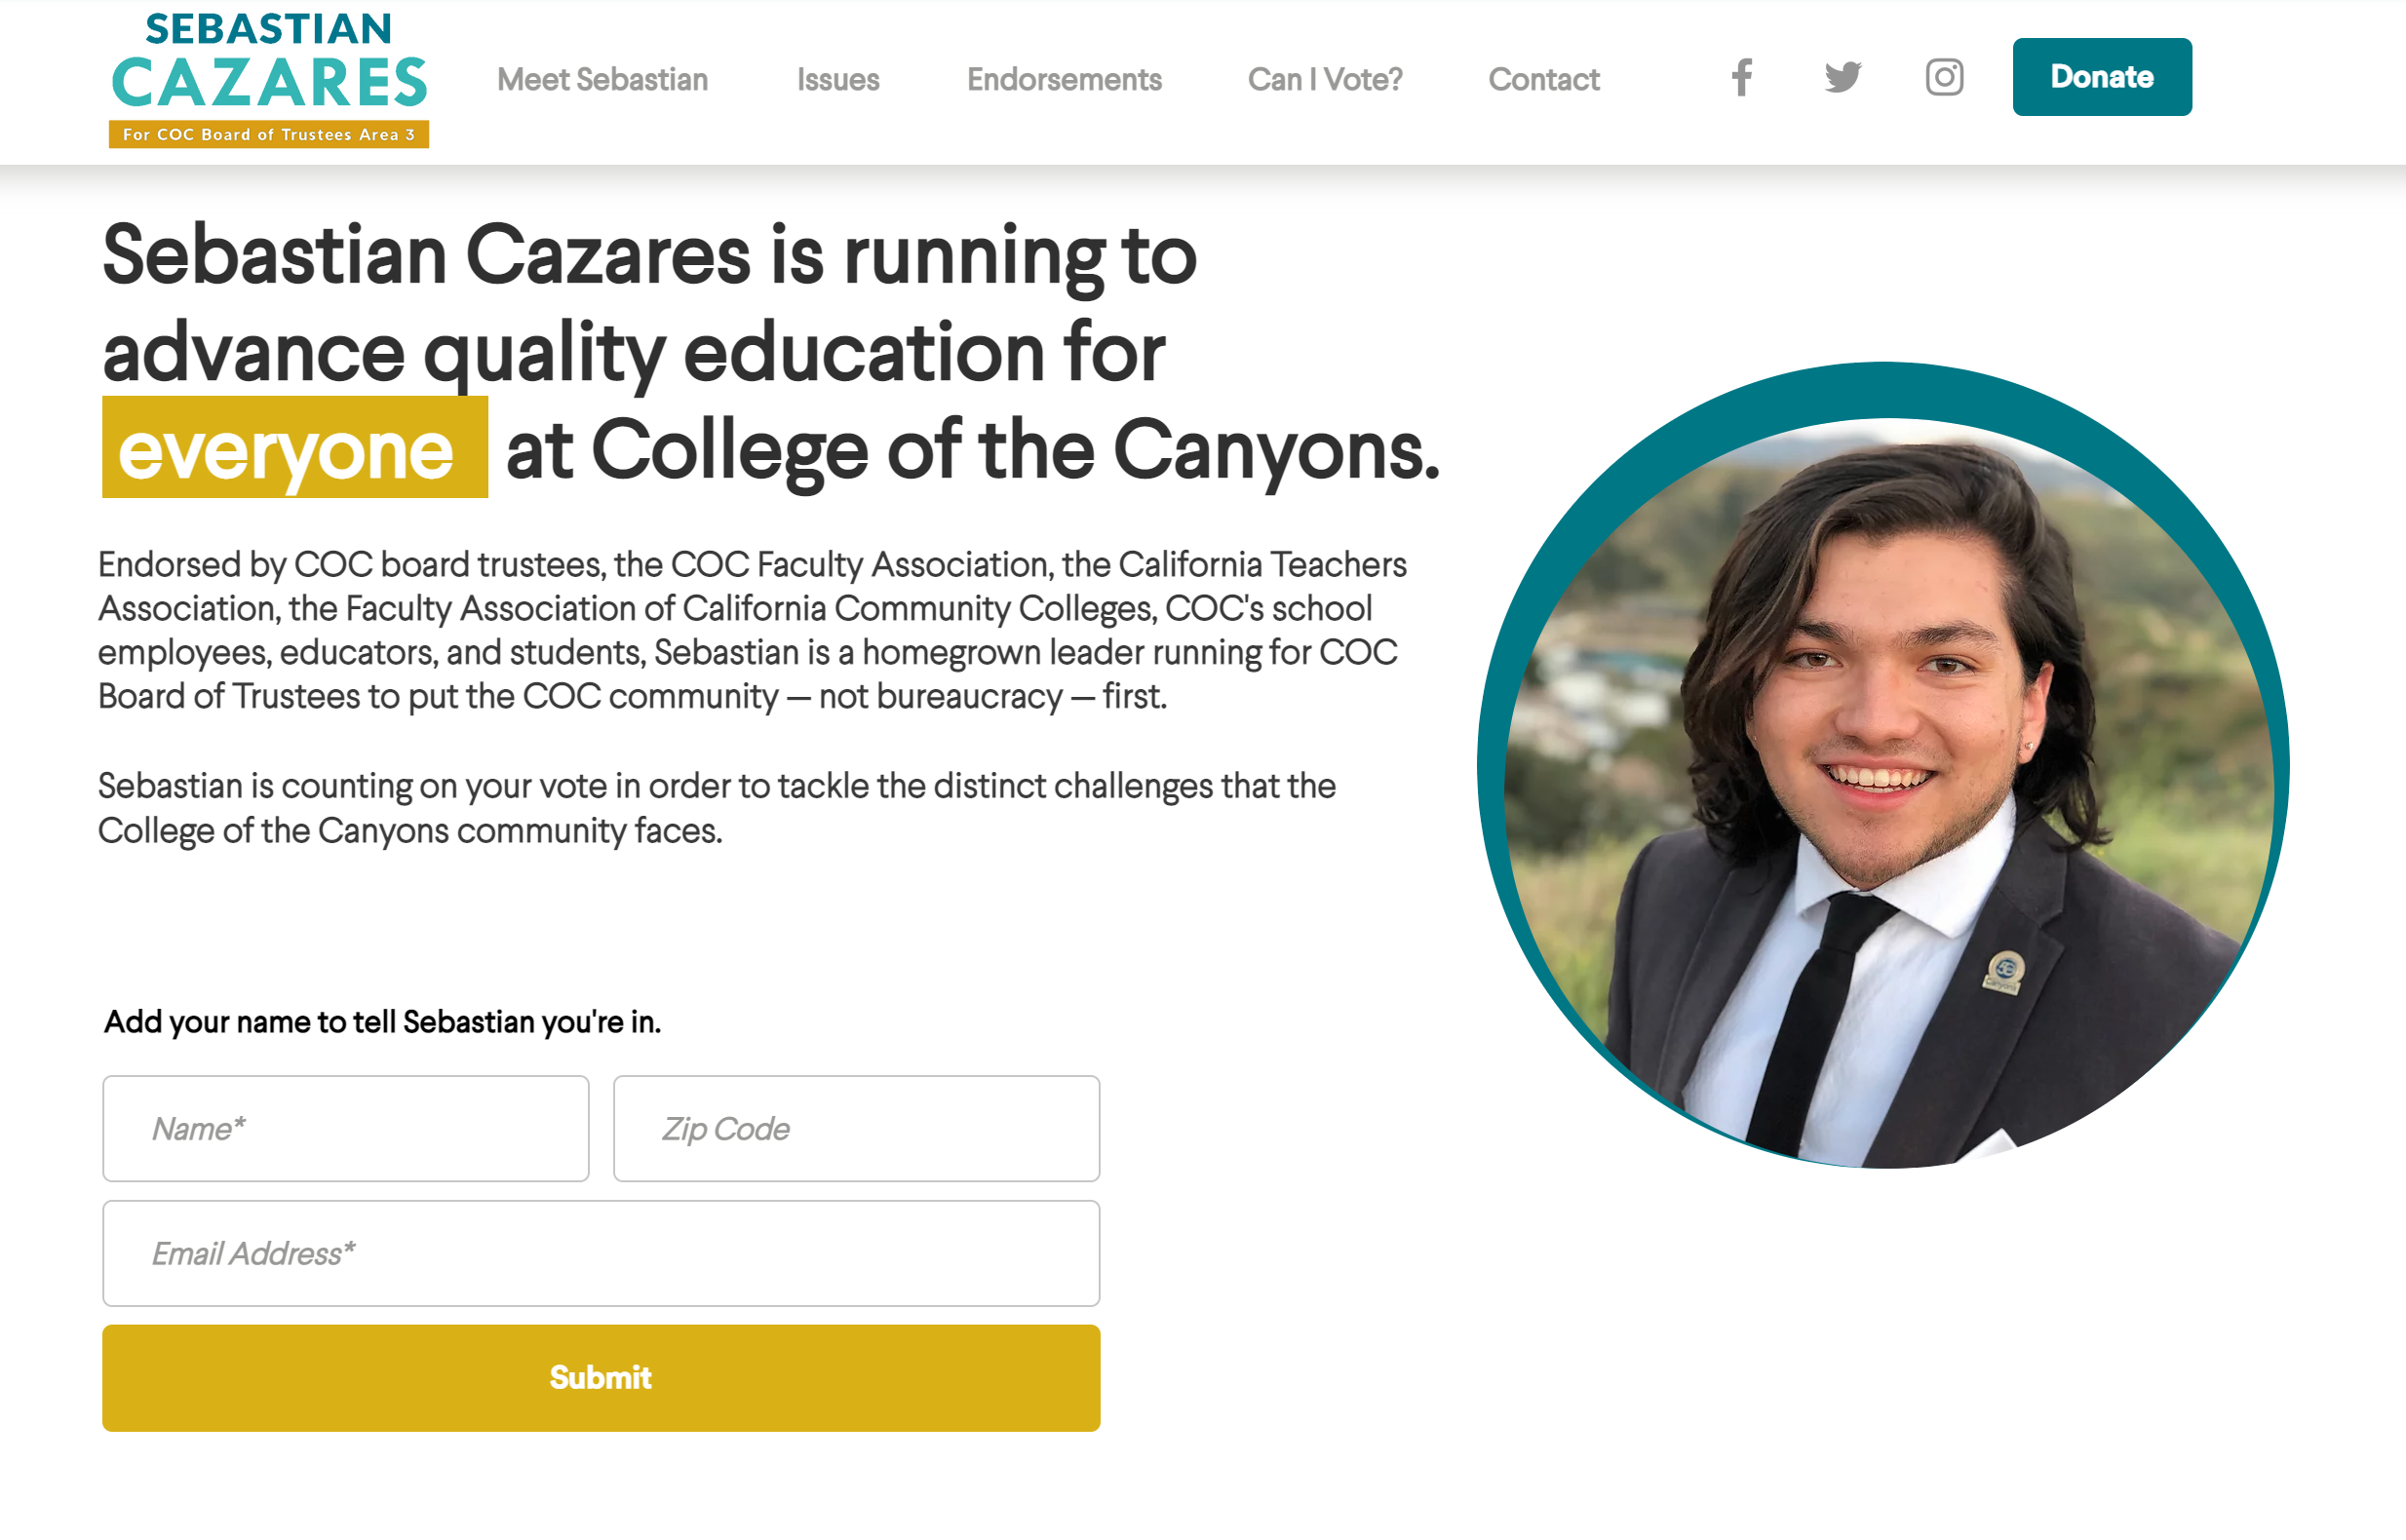 SEBASTIAN
CAZARES
For COC Board of Trustees Area 3
Meet Sebastian
Issues
Endorsements
Can I Vote?
Contact
Donate
Sebastian Cazares is running to
advance quality education for
everyone at College of the Canyons.
Endorsed by COC board trustees, the COC Faculty Association, the California Teachers
Association, the Faculty Association of California Community Colleges, COC's school
employees, educators, and students, Sebastian is a homegrown leader running for COC
Board of Trustees to put the COC community — not bureaucracy — first.
Sebastian is counting on your vote in order to tackle the distinct challenges that the
College of the Canyons community faces.
Canyons
Add your name to tell Sebastian you're in.
Name*
Zip Code
Email Address*
Submit